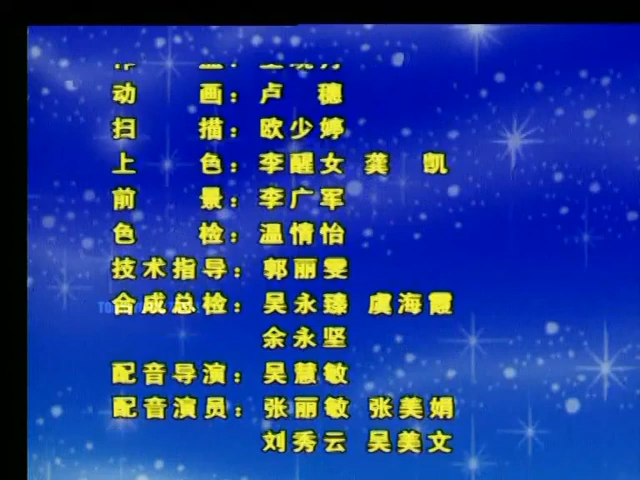 动 画：卢 穗
扫 描：欧少婷
上 色：李醒女 龚 凯
前 景：李广军
色 检：温情怡
技术指导：郭丽雯
合成总检：吴永臻 虞海霞
余永坚
配音导演：吴慧敏
配音演员：张丽敏 张美娟
刘秀云 吴美文